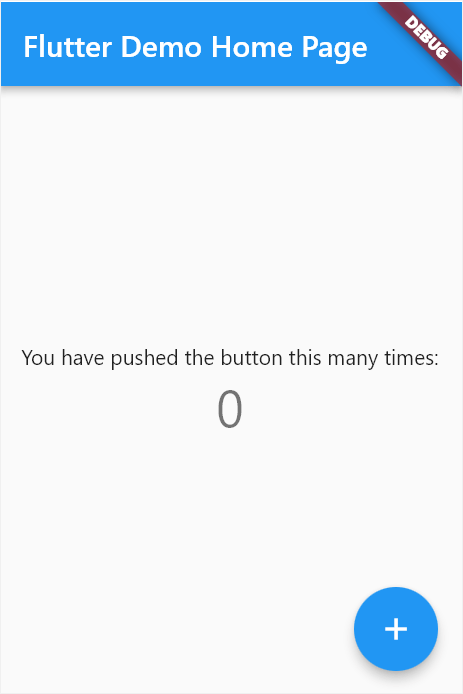 Flutter Demo Home Page
DEBUG
You have pushed the button this many times:
0
+